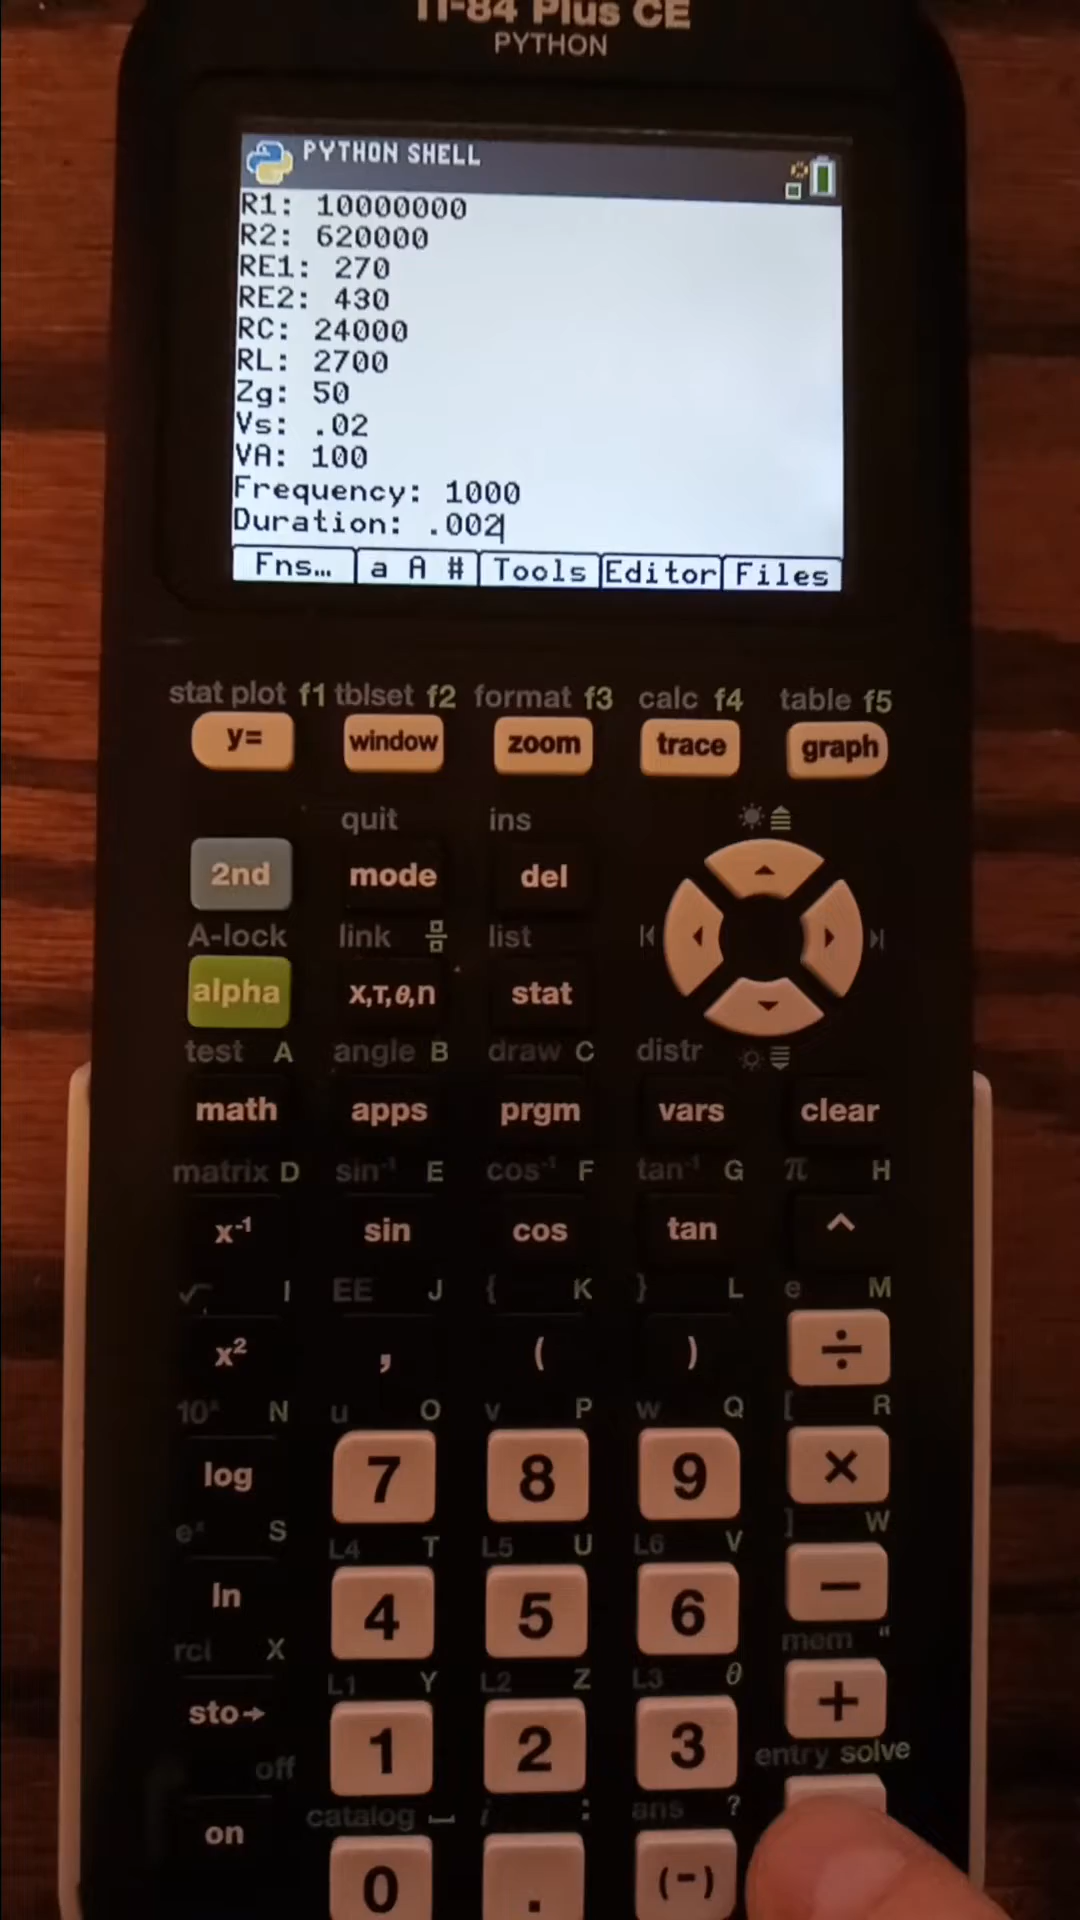 TI-84 Plus CE
PYTHON
PYTHON SHELL
R1: 10000000
R2: 620000
RE1: 270
RE2: 430
RC: 24000
RL: 2700
Zg: 50
Vs: .02
VA: 100
Frequency: 1000
Duration: .002
Fns… a A # Tools Editor Files
stat plot f1 tblset f2 format f3 calc f4 table f5
y= window zoom trace graph
quit ins
2nd mode del
A-lock link list
alpha X,T,θ,n stat
test A angle B draw C distr
math apps prgm vars clear
matrix D sin⁻¹ E cos⁻¹ F tan⁻¹ G π H
x⁻¹ sin cos tan ^
√ I EE J { K } L e M
x² , ( ) ÷
10ˣ N u O v P w Q [ R
log 7 8 9 ×
eˣ S L4 T L5 U L6 V ] W
ln 4 5 6 −
rcl X L1 Y L2 Z L3 θ mem "
sto→ 1 2 3 +
off catalog i : ans ? entry solve
on 0 . (-)